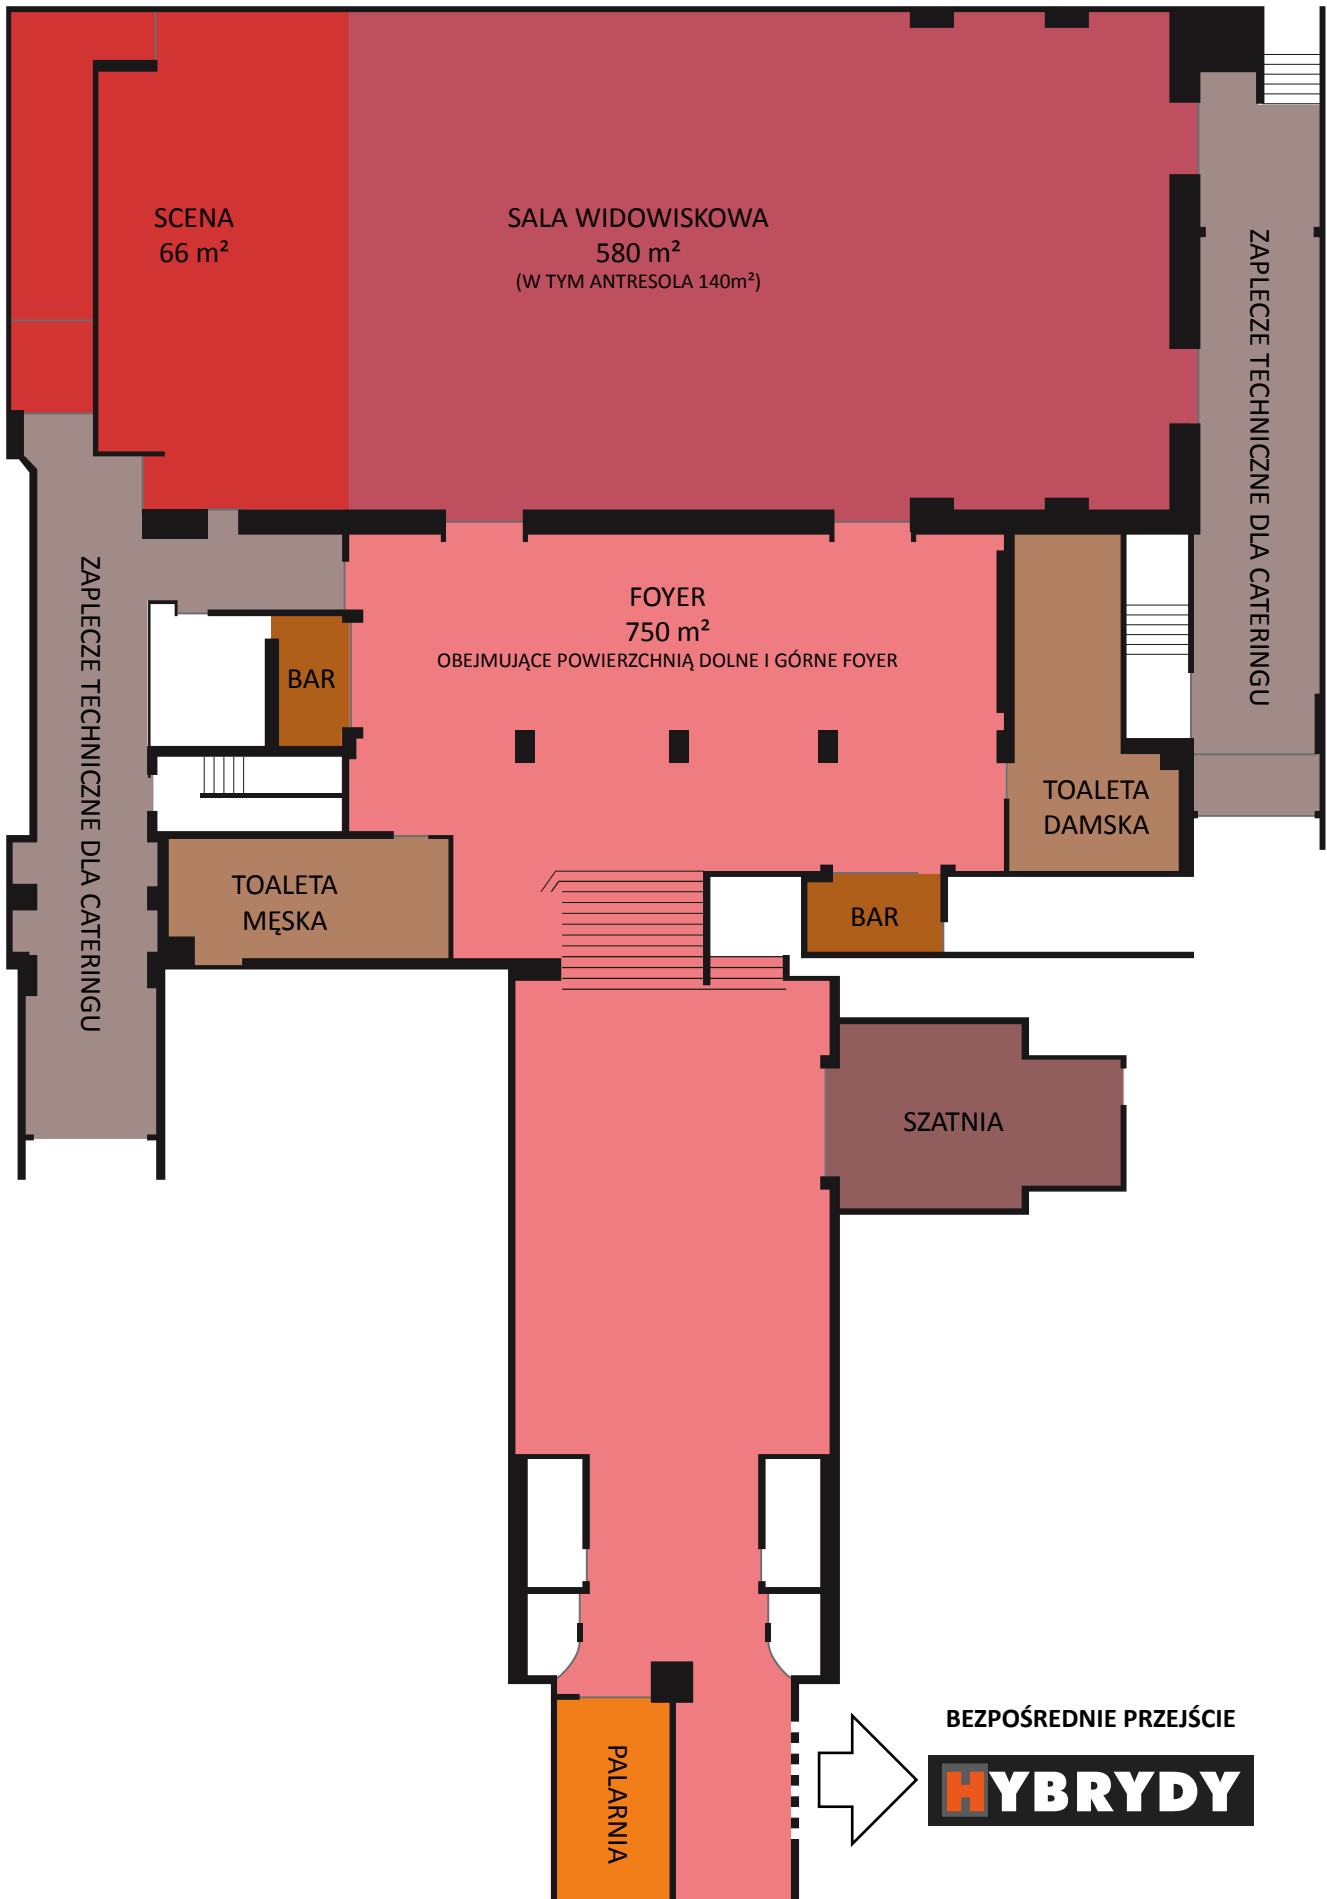 SCENA
66 m²
SALA WIDOWISKOWA
580 m²
(W TYM ANTRESOLA 140m²)
ZAPLECZE TECHNICZNE DLA CATERINGU
FOYER
750 m²
OBEJMUJĄCE POWIERZCHNIĄ DOLNE I GÓRNE FOYER
ZAPLECZE TECHNICZNE DLA CATERINGU
BAR
TOALETA
DAMSKA
TOALETA
MĘSKA
BAR
SZATNIA
BEZPOŚREDNIE PRZEJŚCIE
HYBRYDY
PALARNIA